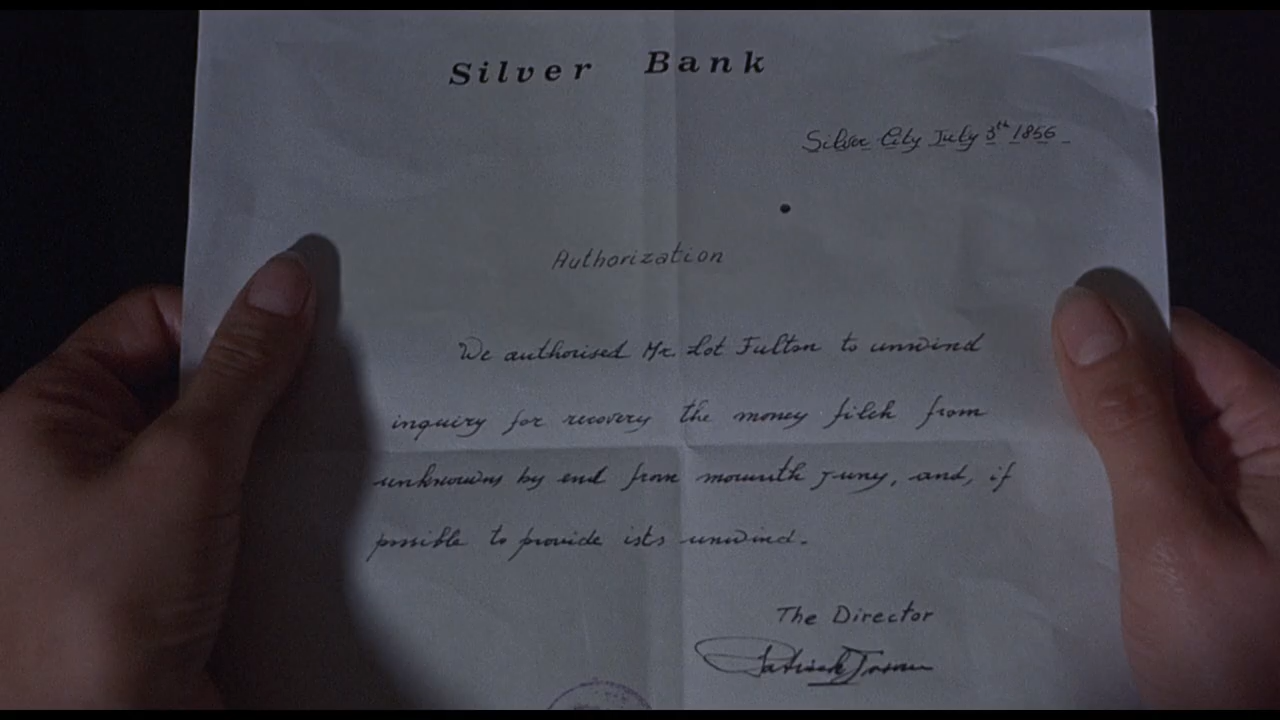 Silver Bank
Silver City July 3th 1856
Authorization
We authorised Mr. Lot Fulton to unwind
inquiry for recovery the money filch from
unknowns by end from mounth Juny, and, if
possible to provide ists unwind.
The Director